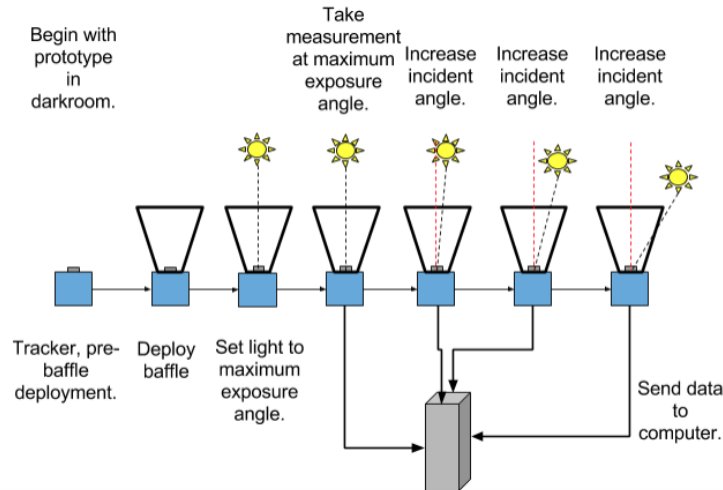 Begin with
prototype
in
darkroom.
Take
measurement
at maximum
exposure
angle.
Increase
incident
angle.
Increase
incident
angle.
Increase
incident
angle.
Tracker, pre-
baffle
deployment.
Deploy
baffle
Set light to
maximum
exposure
angle.
Send data
to
computer.